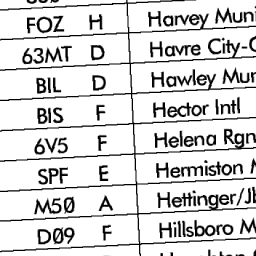 FOZ H Harvey Muni
63MT D Havre City-C
BIL D Hawley Mun
BIS F Hector Intl
6V5 F Helena Rgn
SPF E Hermiston M
M50 A Hettinger/Jb
D09 F Hillsboro M